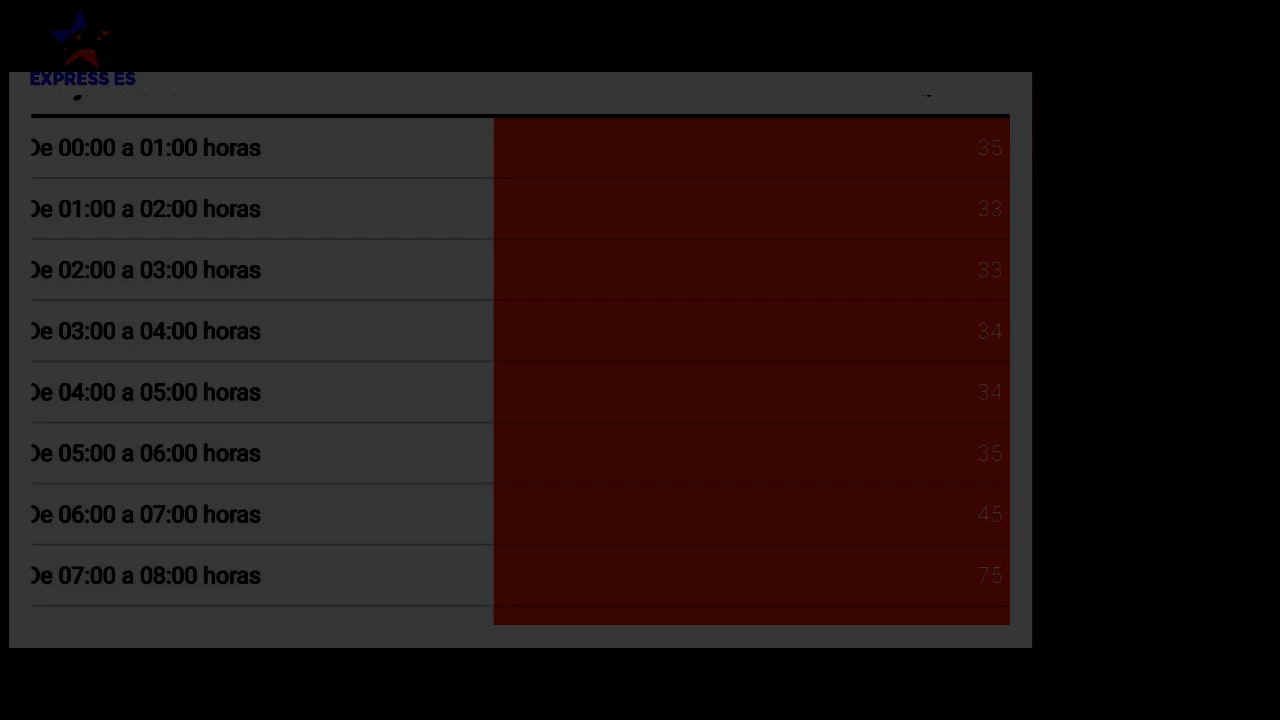 EXPRESS ES
De 00:00 a 01:00 horas 35
De 01:00 a 02:00 horas 33
De 02:00 a 03:00 horas 33
De 03:00 a 04:00 horas 34
De 04:00 a 05:00 horas 34
De 05:00 a 06:00 horas 35
De 06:00 a 07:00 horas 45
De 07:00 a 08:00 horas 75